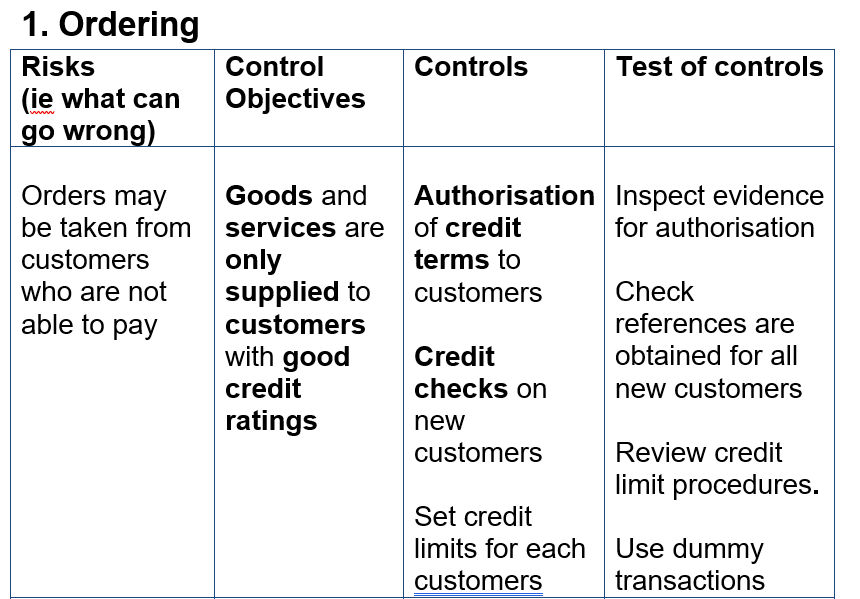 1. Ordering
Risks
(ie what can
go wrong)
Control
Objectives
Controls
Test of controls
Orders may
be taken from
customers
who are not
able to pay
Goods and
services are
only
supplied to
customers
with good
credit
ratings
Authorisation
of credit
terms to
customers
Credit
checks on
new
customers
Set credit
limits for each
customers
Inspect evidence
for authorisation
Check
references are
obtained for all
new customers
Review credit
limit procedures.
Use dummy
transactions